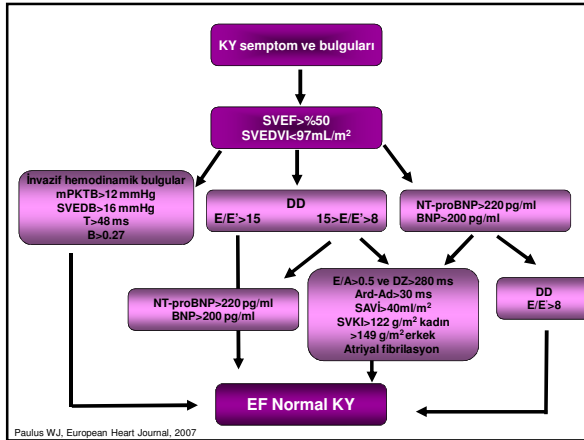 KY semptom ve bulguları
SVEF>%50
SVEDVI<97mL/m²
İnvazif hemodinamik bulgular
mPKTB>12 mmHg
SVEDB>16 mmHg
T>48 ms
B>0.27
DD
E/E'>15 15>E/E'>8
NT-proBNP>220 pg/ml
BNP>200 pg/ml
NT-proBNP>220 pg/ml
BNP>200 pg/ml
E/A>0.5 ve DZ>280 ms
Ard-Ad>30 ms
SAVİ>40ml/m²
SVKI>122 g/m² kadın
>149 g/m² erkek
Atriyal fibrilasyon
DD
E/E'>8
EF Normal KY
Paulus WJ, European Heart Journal, 2007